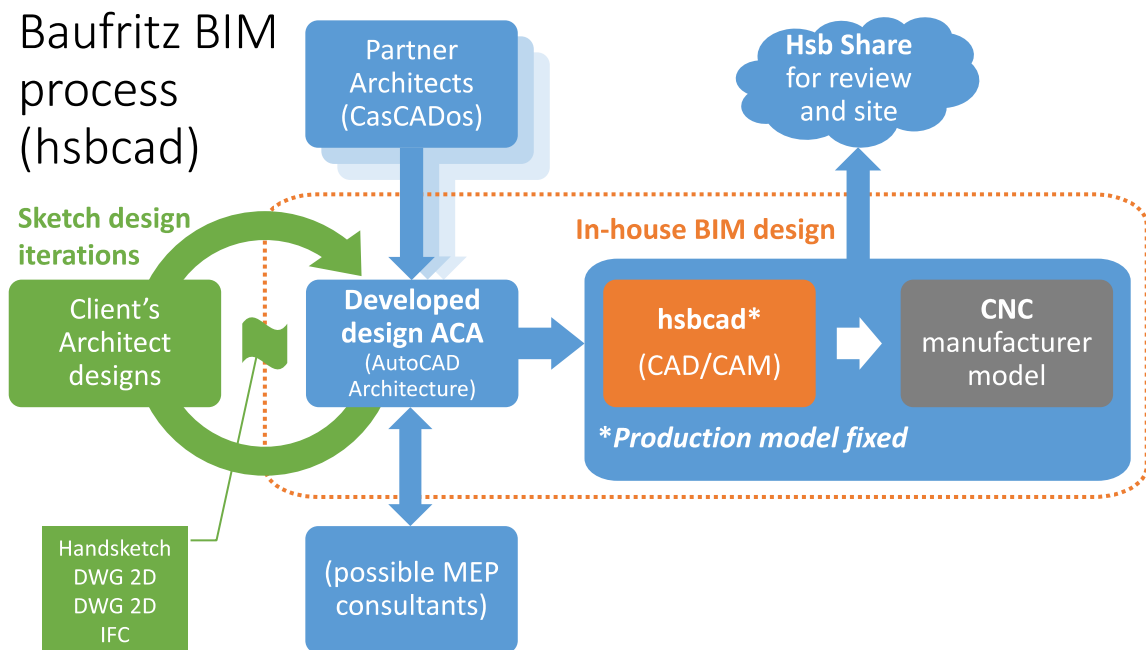 Baufritz BIM
process
(hsbcad)
Partner
Architects
(CasCADos)
Hsb Share
for review
and site
Sketch design
iterations
In-house BIM design
Client's
Architect
designs
Developed
design ACA
(AutoCAD
Architecture)
hsbcad*
(CAD/CAM)
CNC
manufacturer
model
*Production model fixed
Handsketch
DWG 2D
DWG 2D
IFC
(possible MEP
consultants)